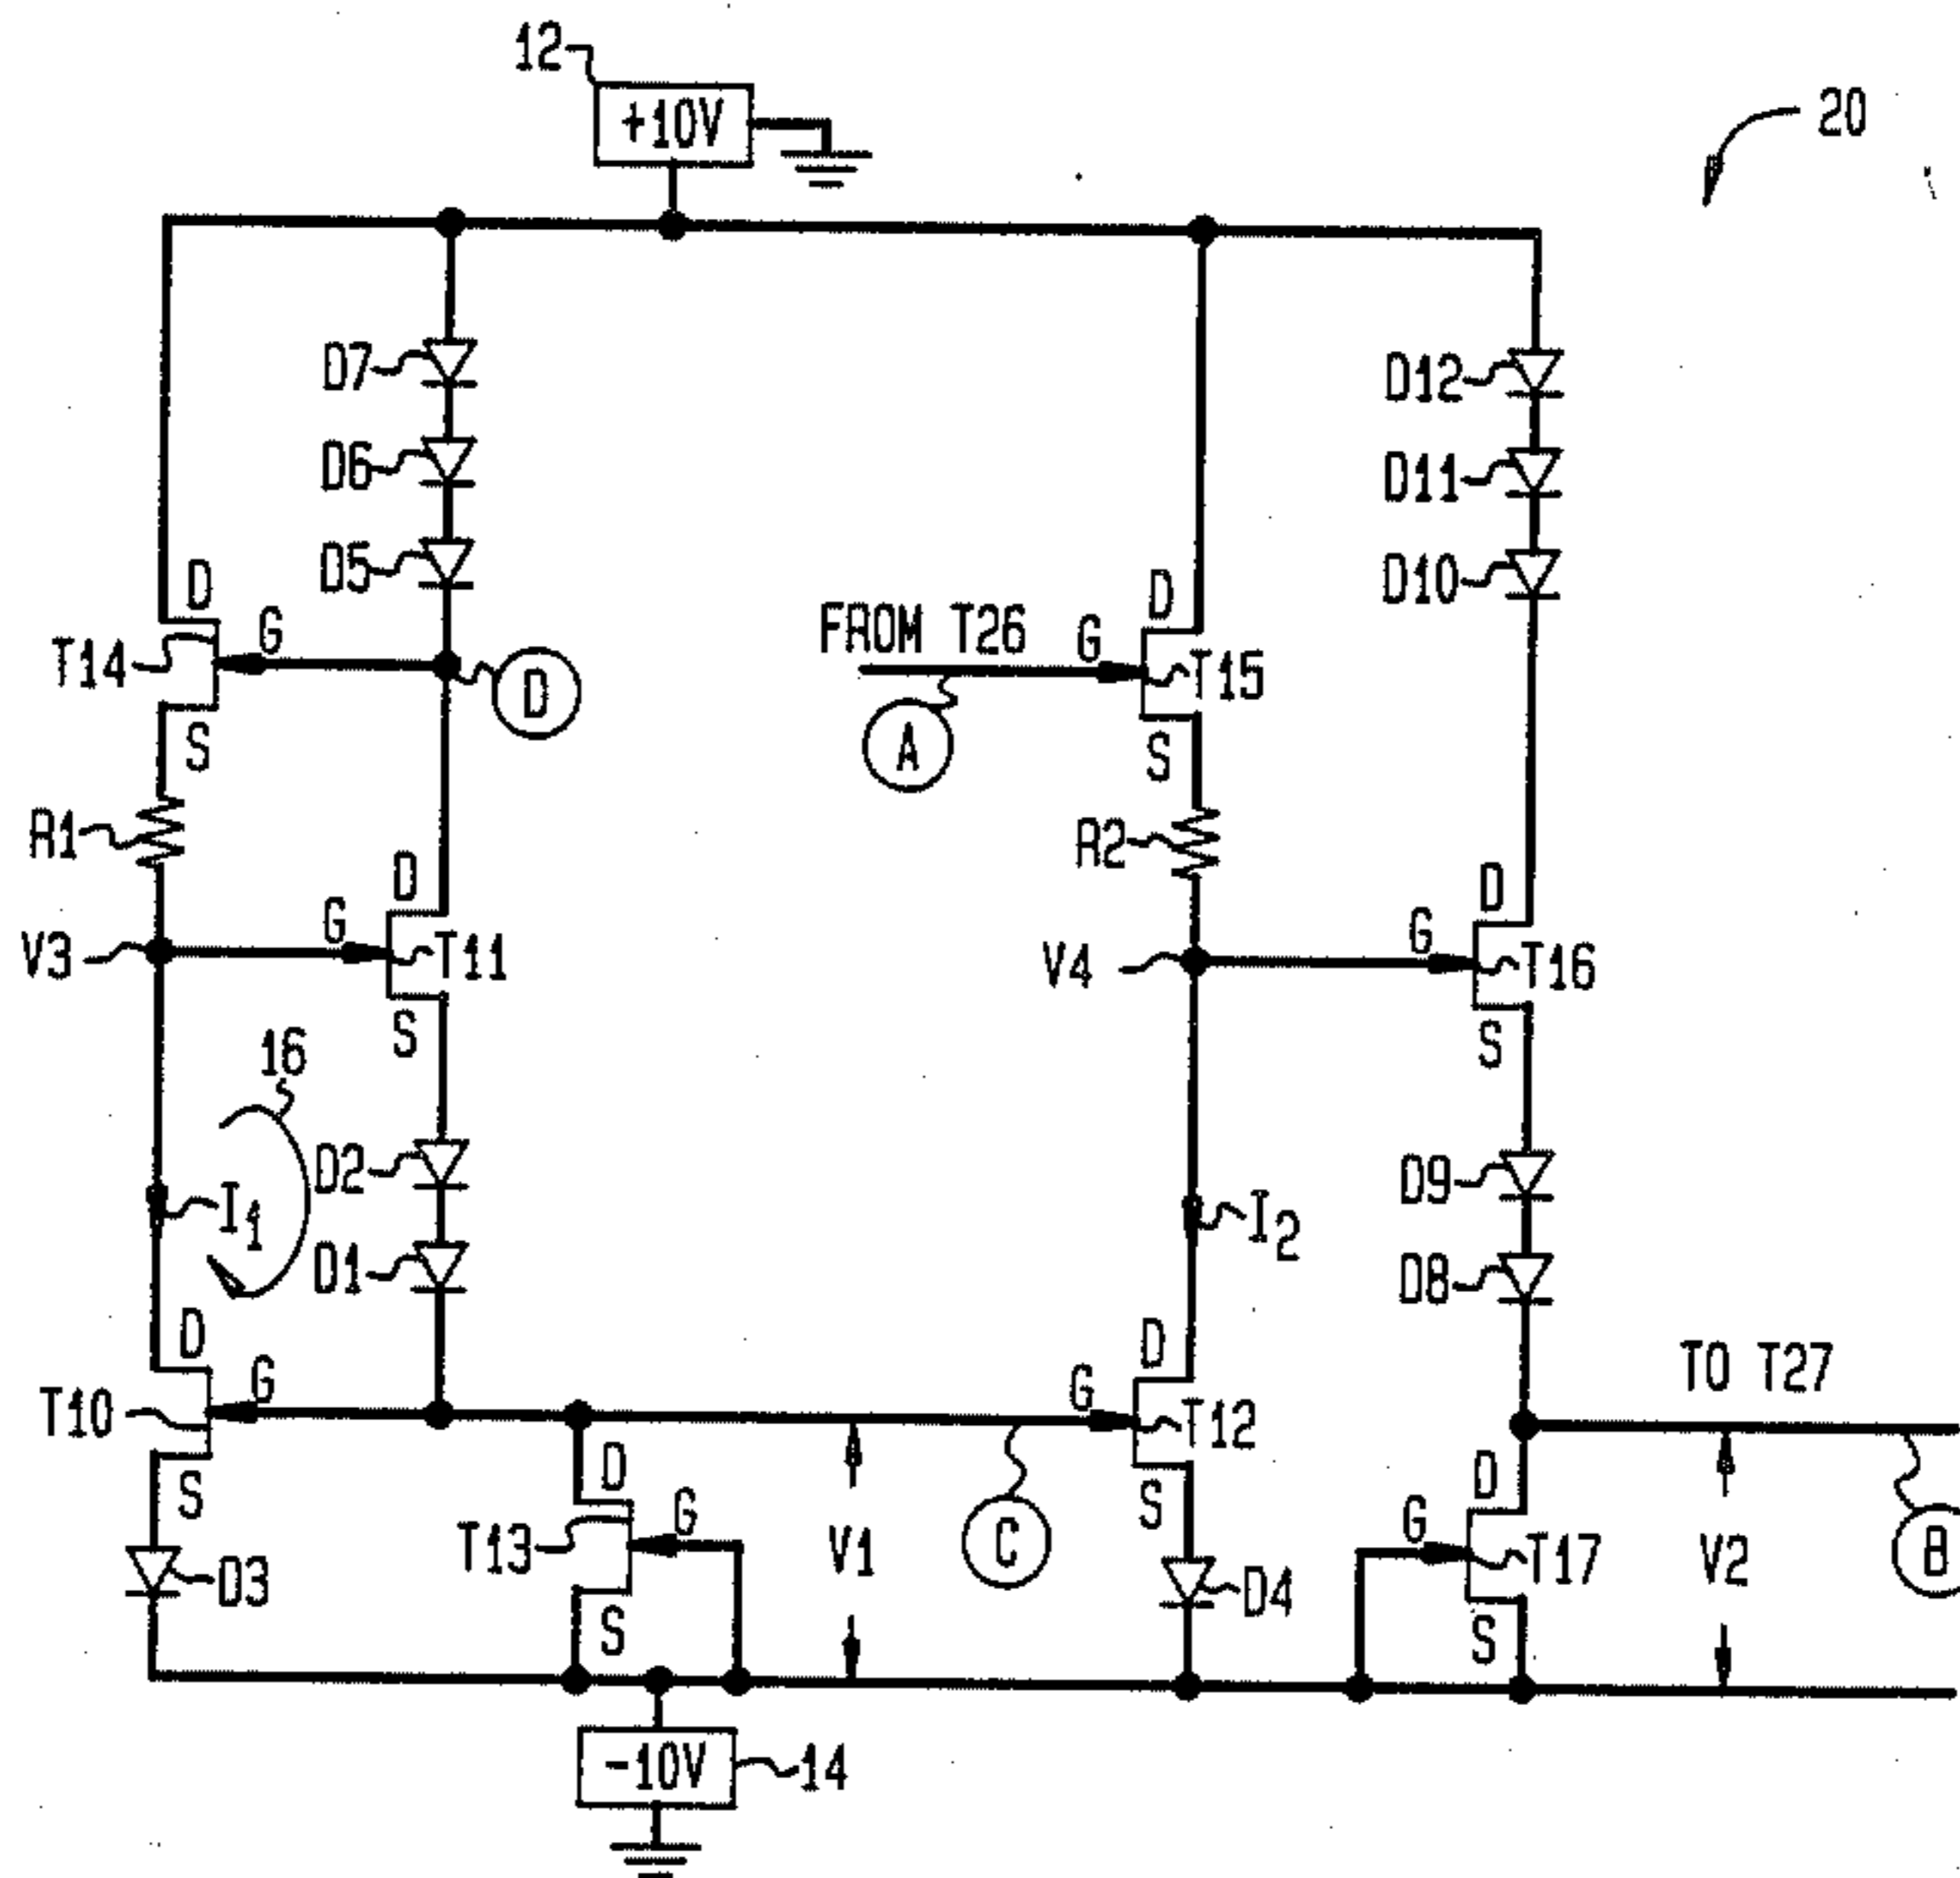 12
+10V
20
D7
D12
D6
D11
D5
D10
D
G
T14
S
D
FROM T26
G
D
T15
A
S
R1
R2
V3
G
D
T11
S
V4
G
D
T16
S
16
I1
D2
D1
I2
D9
D8
D
G
T10
S
D3
D
G
T13
S
V1
C
G
D
T12
S
D4
TO T27
G
D
T17
S
V2
B
-10V
14